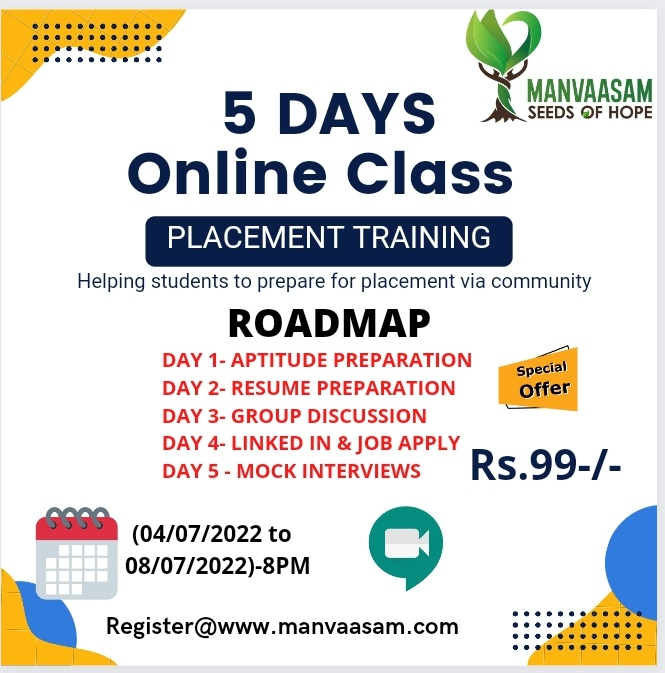 MANVAASAM
SEEDS OF HOPE
5 DAYS
Online Class
PLACEMENT TRAINING
Helping students to prepare for placement via community
ROADMAP
DAY 1- APTITUDE PREPARATION
DAY 2- RESUME PREPARATION
DAY 3- GROUP DISCUSSION
DAY 4- LINKED IN & JOB APPLY
DAY 5 - MOCK INTERVIEWS
Special
Offer
Rs.99-/-
(04/07/2022 to
08/07/2022)-8PM
Register@www.manvaasam.com